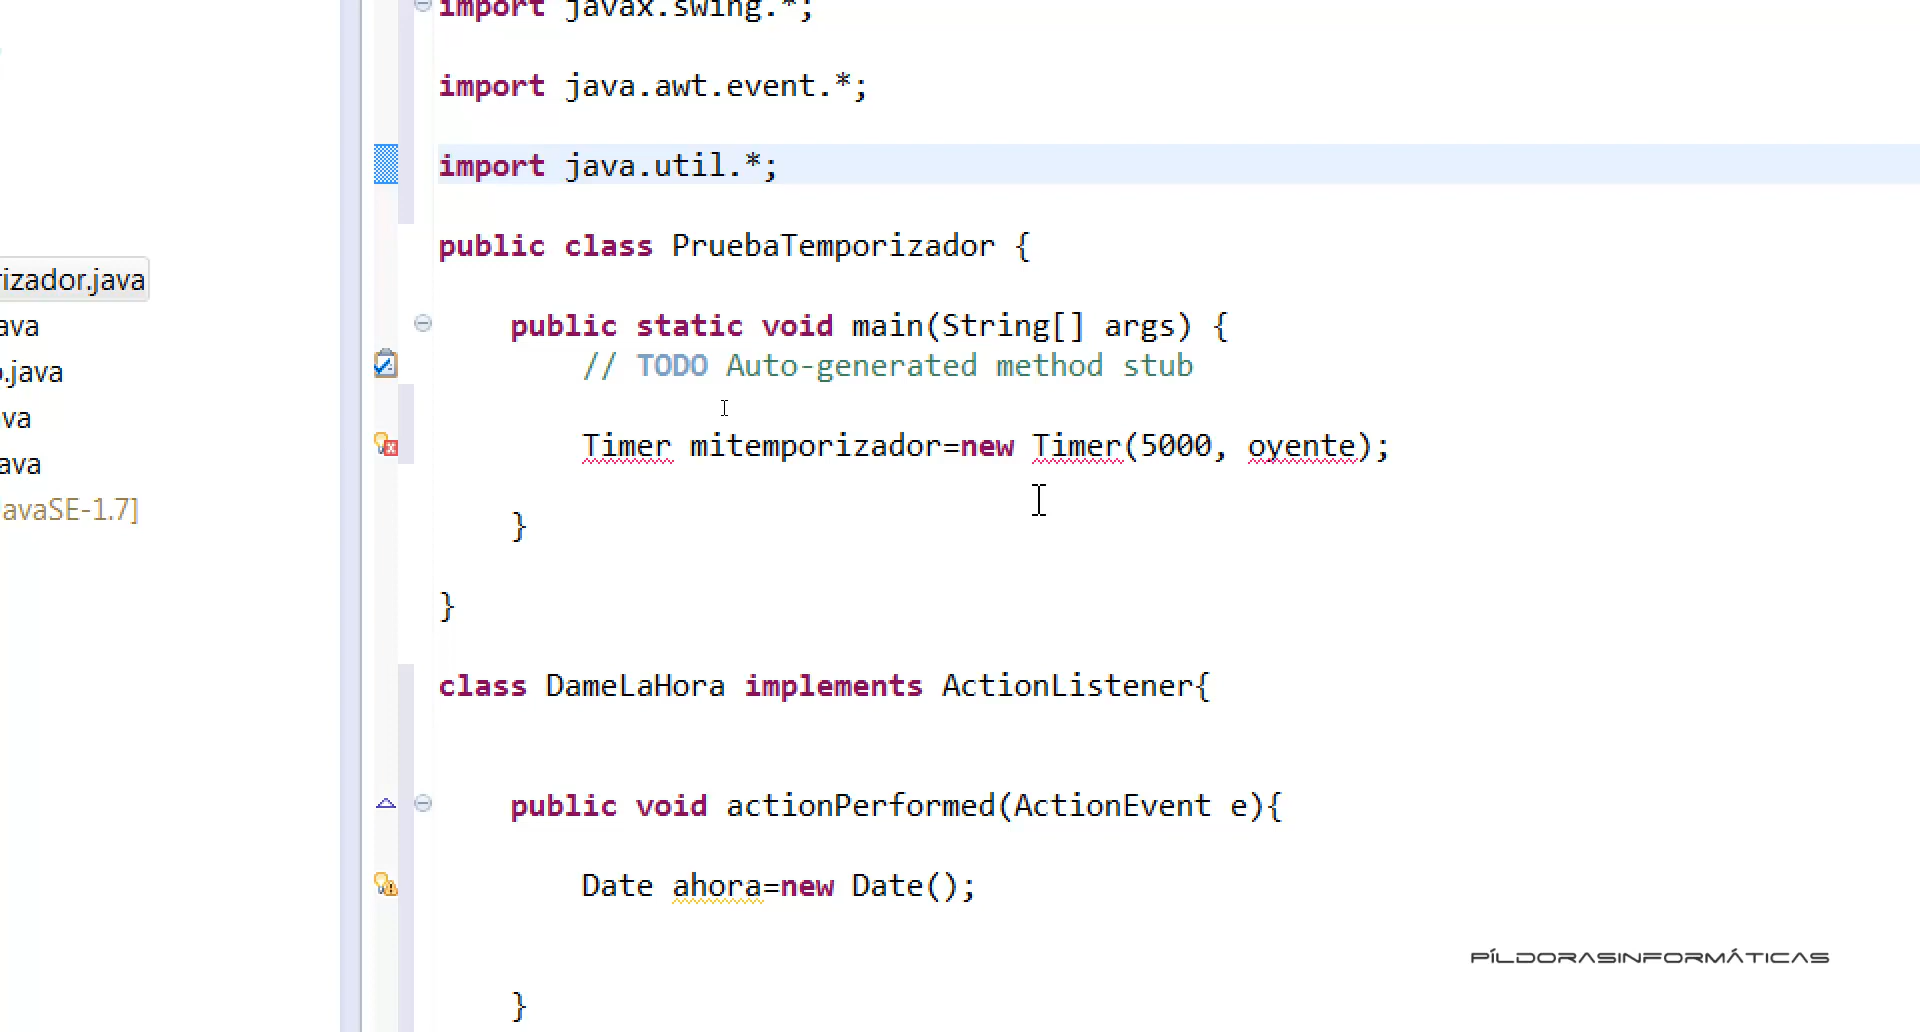 import javax.swing.*;
import java.awt.event.*;
import java.util.*;
public class PruebaTemporizador {
rizador.java
public static void main(String[] args) {
ava
// TODO Auto-generated method stub
.java
va
Timer mitemporizador=new Timer(5000, oyente);
ava
avaSE-1.7]
}
}
class DameLaHora implements ActionListener{
public void actionPerformed(ActionEvent e){
Date ahora=new Date();
PÍLDORASINFORMÁTICAS
}